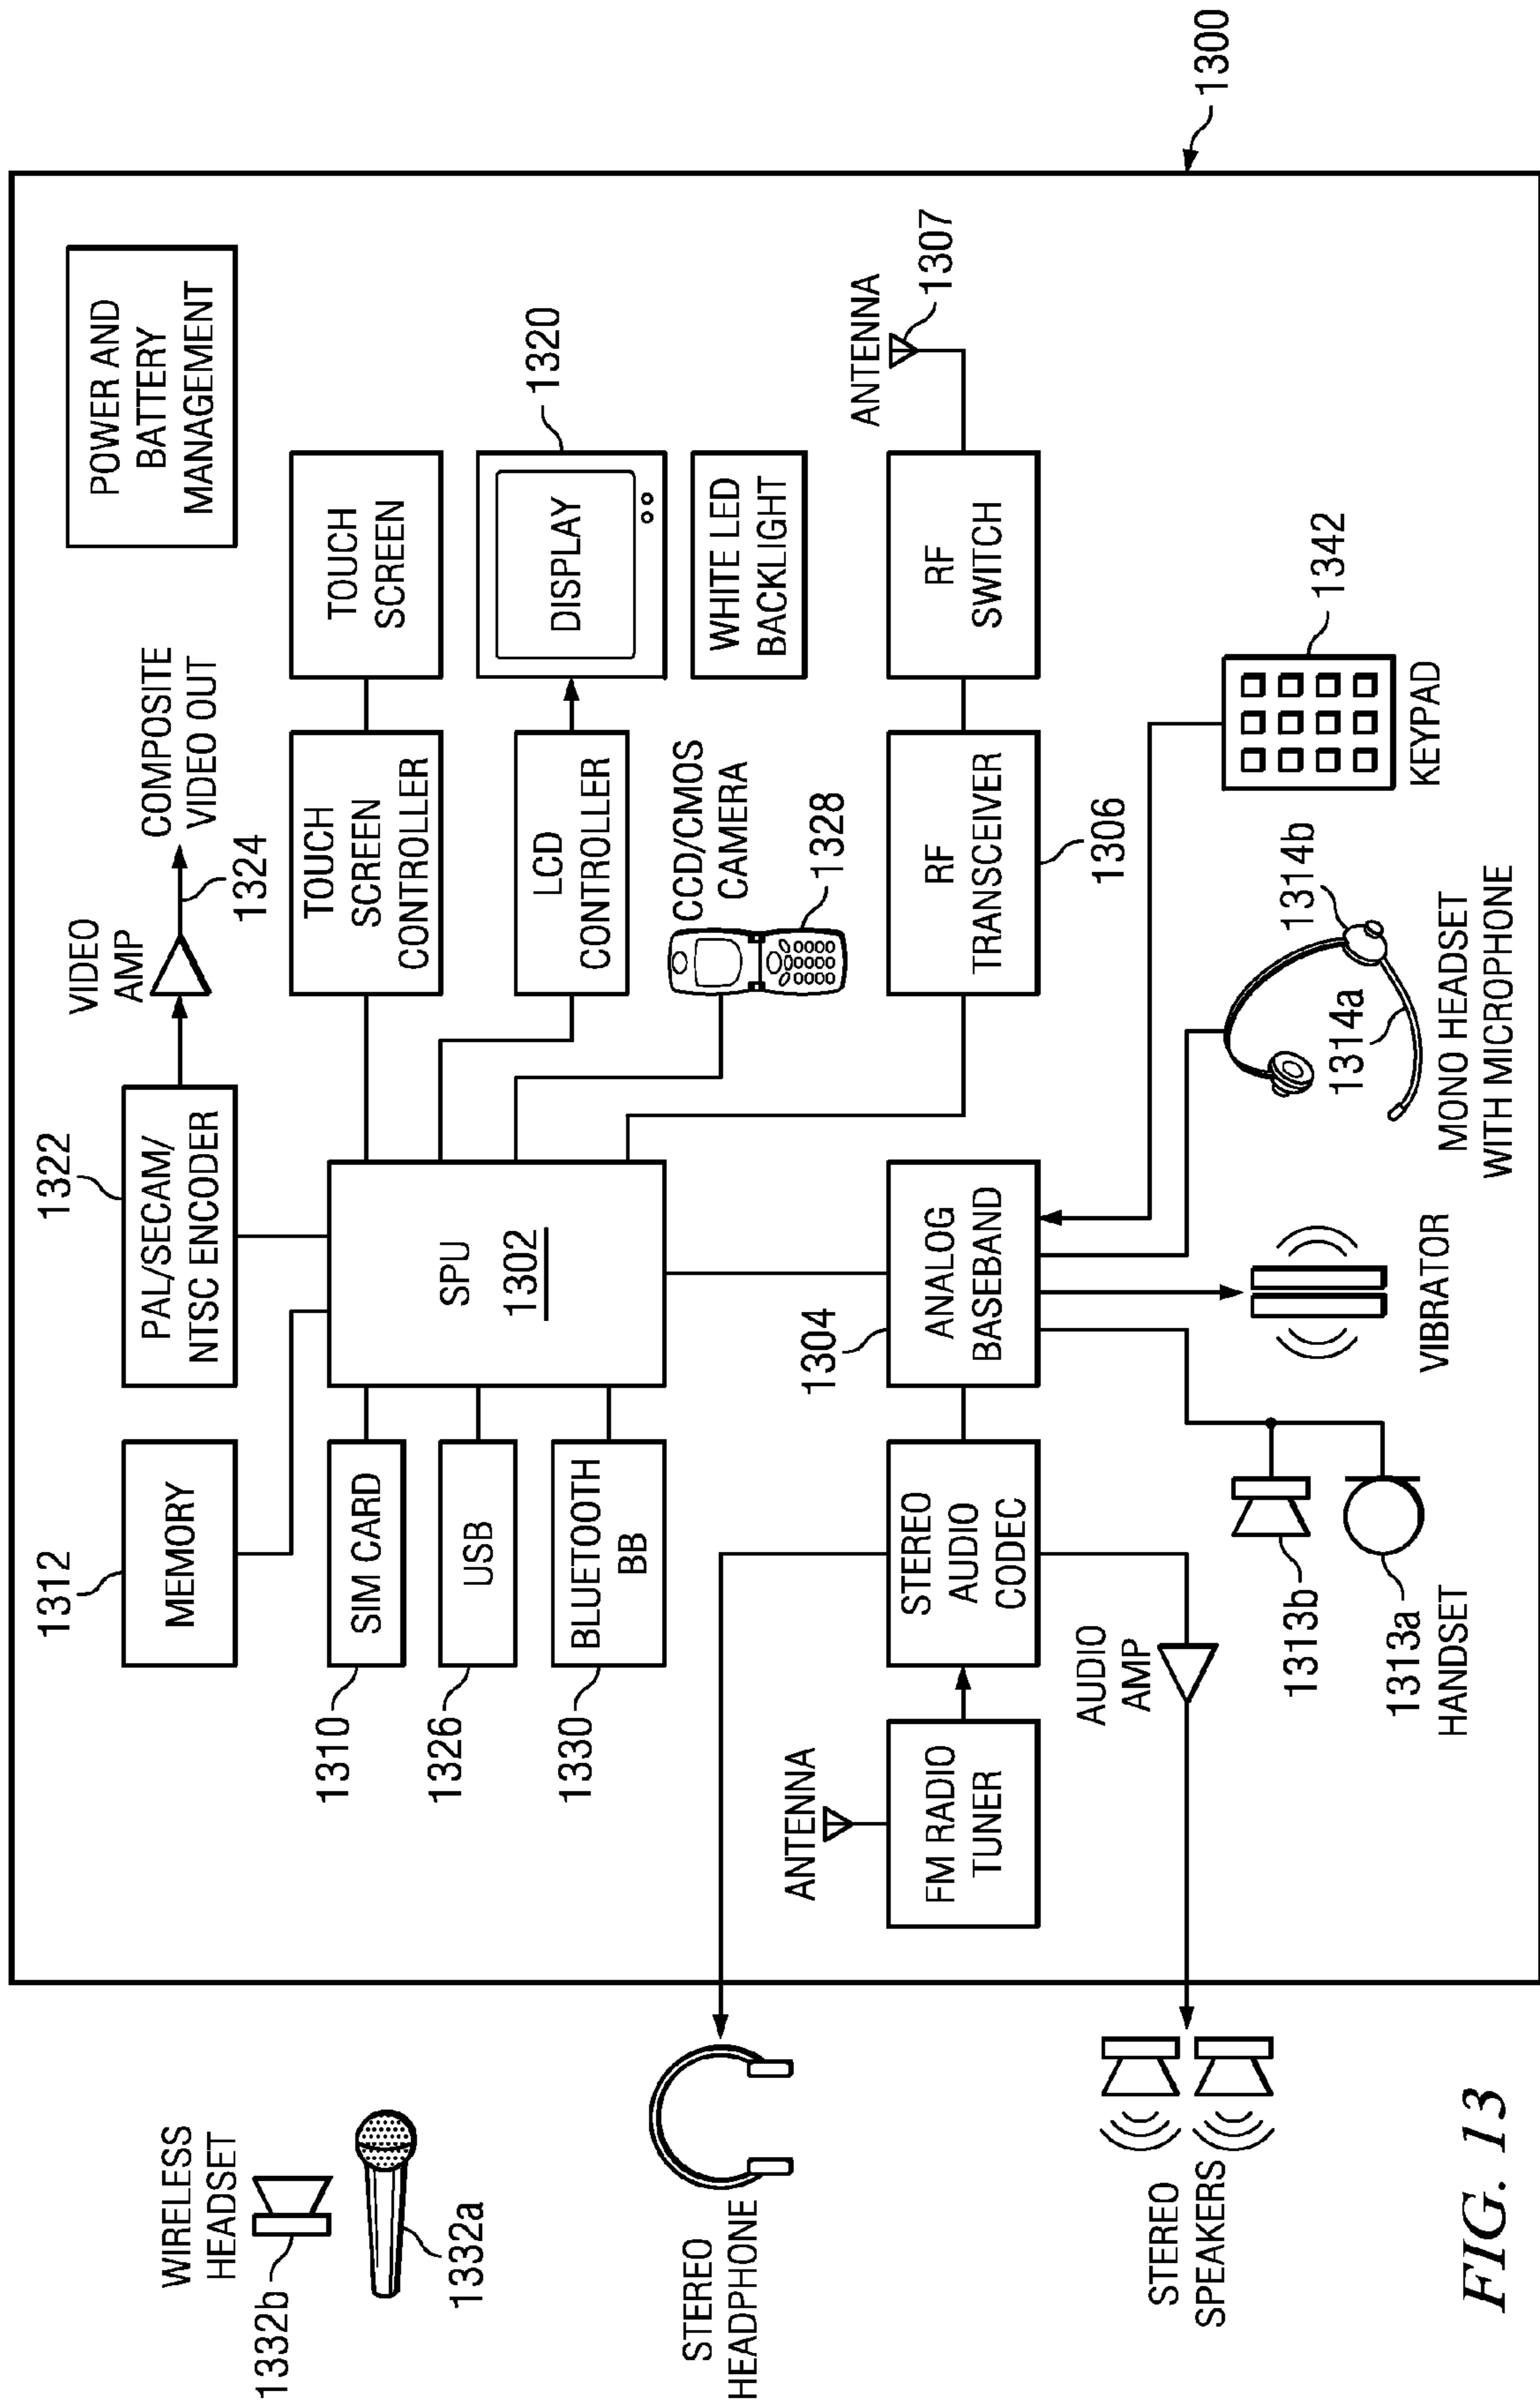 WIRELESS
HEADSET
1332b
1332a
STEREO
HEADPHONE
STEREO
SPEAKERS
1312
MEMORY
1322
PAL/SECAM/
NTSC ENCODER
VIDEO
AMP
1324
COMPOSITE
VIDEO OUT
POWER AND
BATTERY
MANAGEMENT
1310
SIM CARD
1326
USB
1330
BLUETOOTH
BB
SPU
1302
TOUCH
SCREEN
CONTROLLER
TOUCH
SCREEN
LCD
CONTROLLER
DISPLAY
1320
CCD/CMOS
CAMERA
1328
WHITE LED
BACKLIGHT
ANTENNA
FM RADIO
TUNER
STEREO
AUDIO
CODEC
1304
ANALOG
BASEBAND
RF
TRANSCEIVER
1306
RF
SWITCH
ANTENNA
1307
AUDIO
AMP
1313b
1313a
HANDSET
VIBRATOR
1314a
1314b
MONO HEADSET
WITH MICROPHONE
1342
KEYPAD
1300
FIG. 13